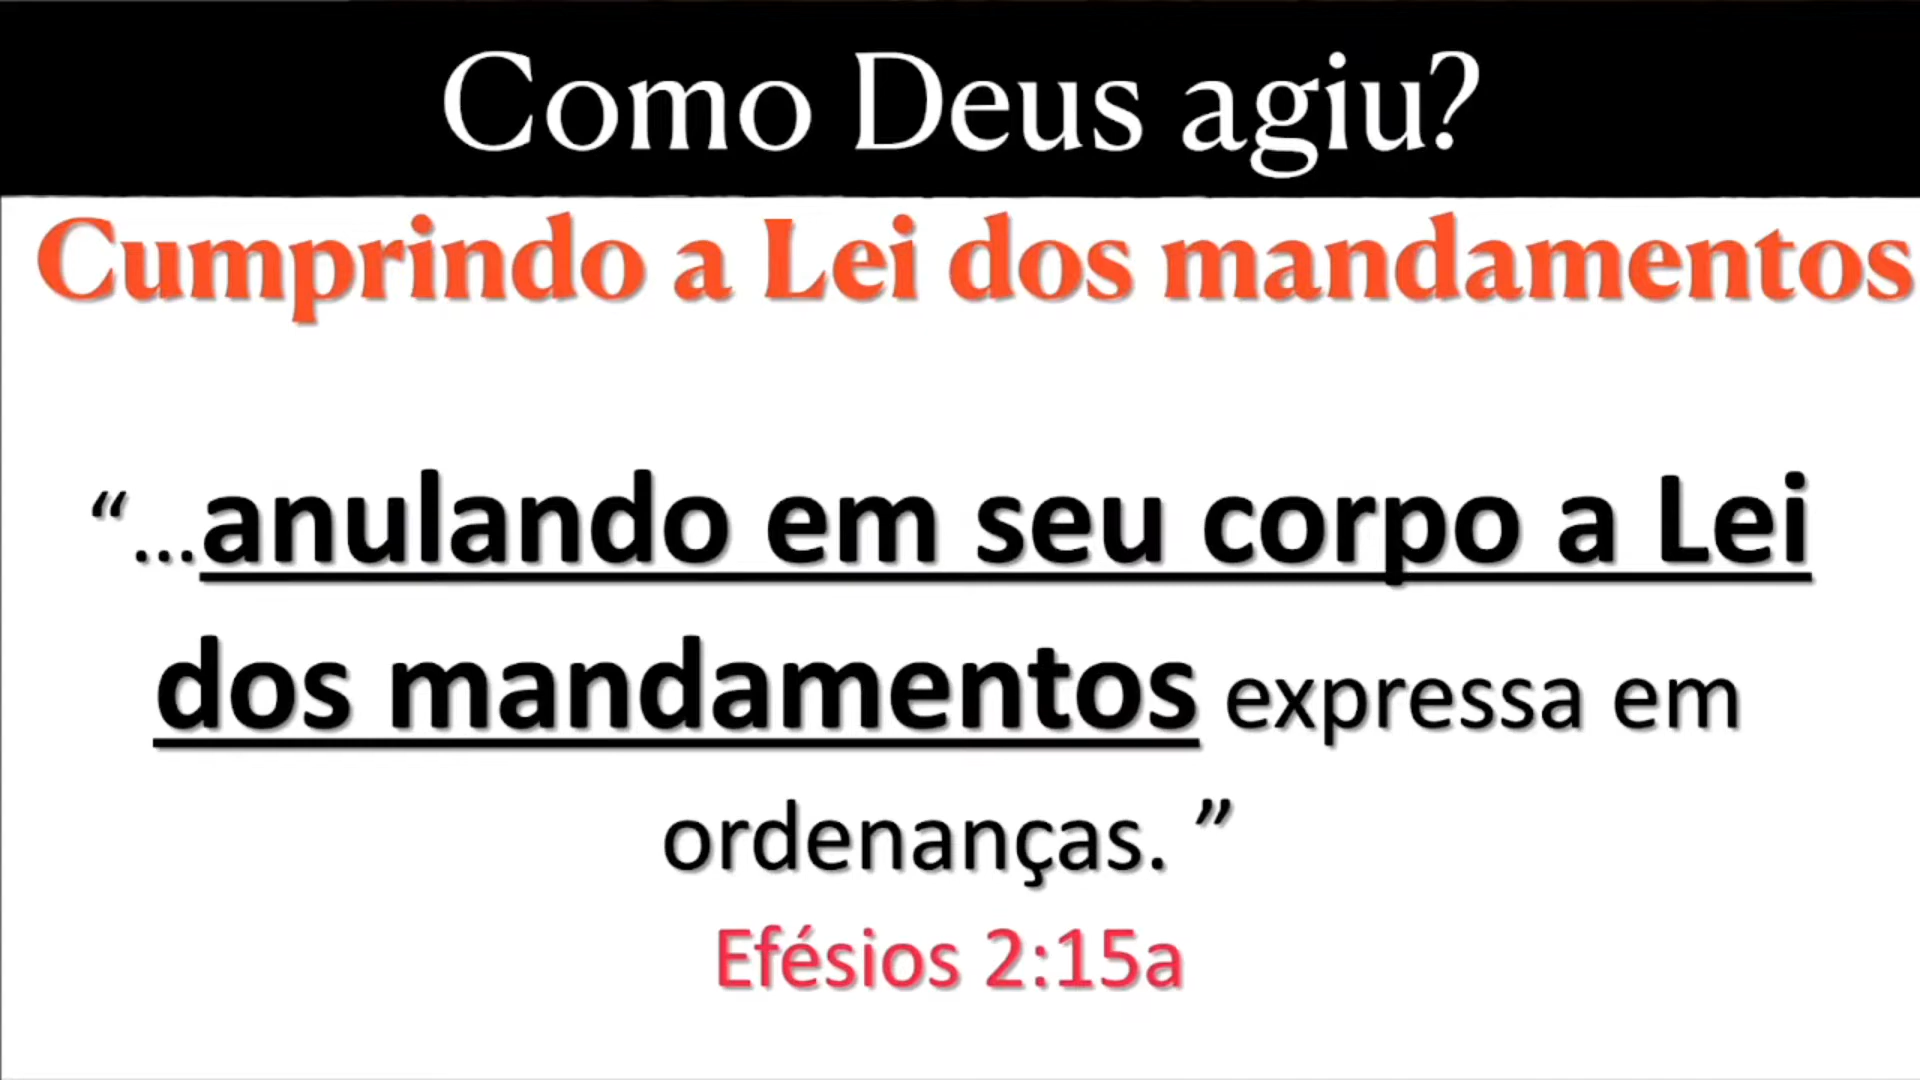 Como Deus agiu?
Cumprindo a Lei dos mandamentos
“...anulando em seu corpo a Lei
dos mandamentos expressa em
ordenanças. ”
Efésios 2:15a